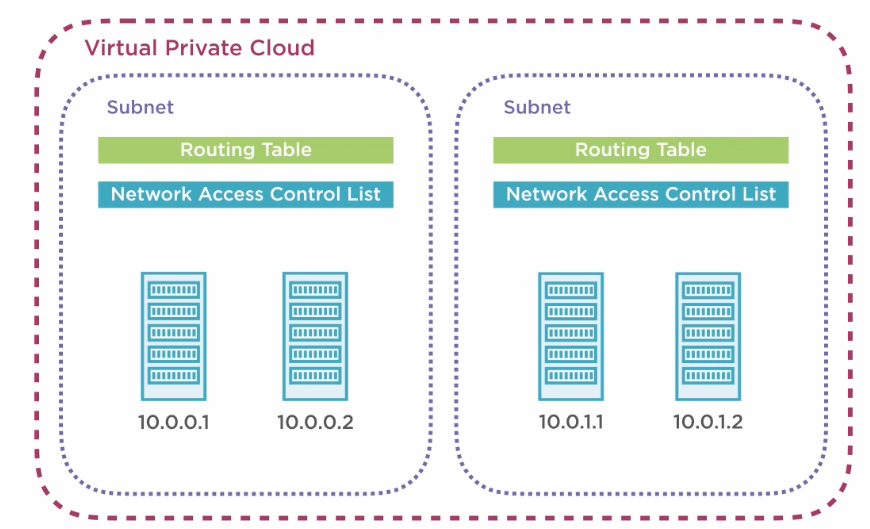 Virtual Private Cloud
Subnet
Routing Table
Network Access Control List
10.0.0.1
10.0.0.2
Subnet
Routing Table
Network Access Control List
10.0.1.1
10.0.1.2